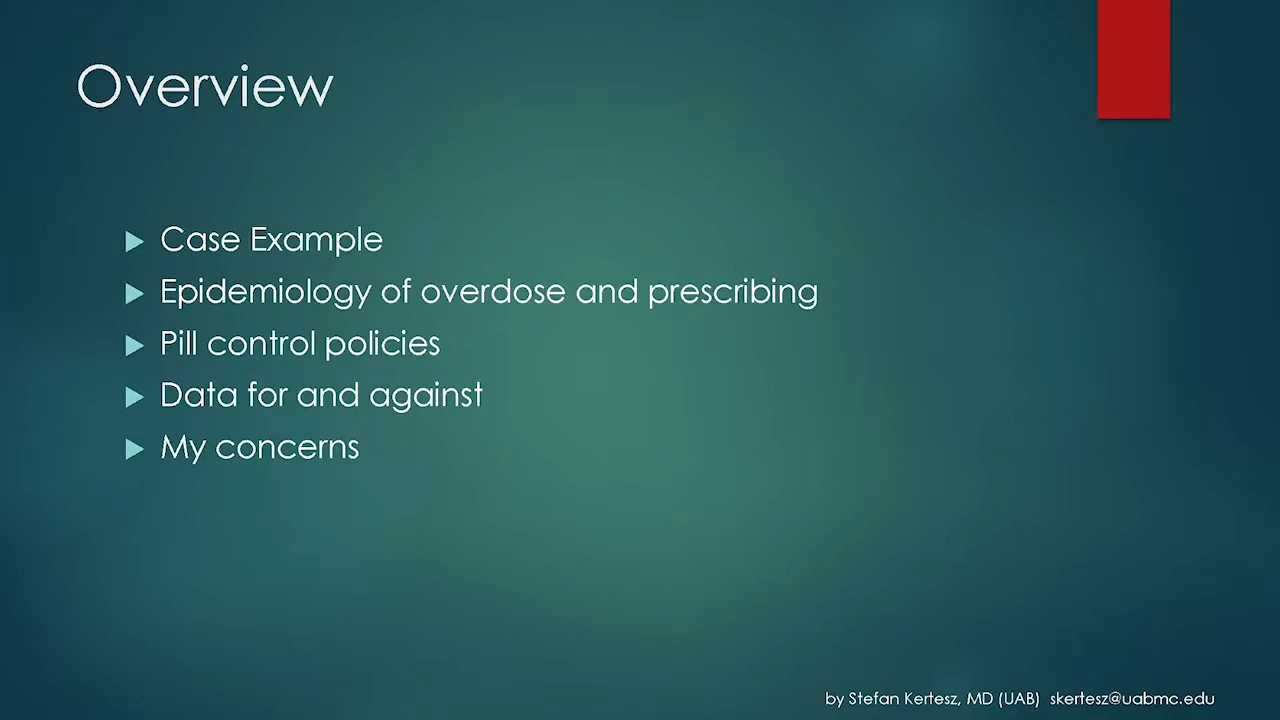 Overview
Case Example
Epidemiology of overdose and prescribing
Pill control policies
Data for and against
My concerns
by Stefan Kertesz, MD (UAB) skertesz@uabmc.edu